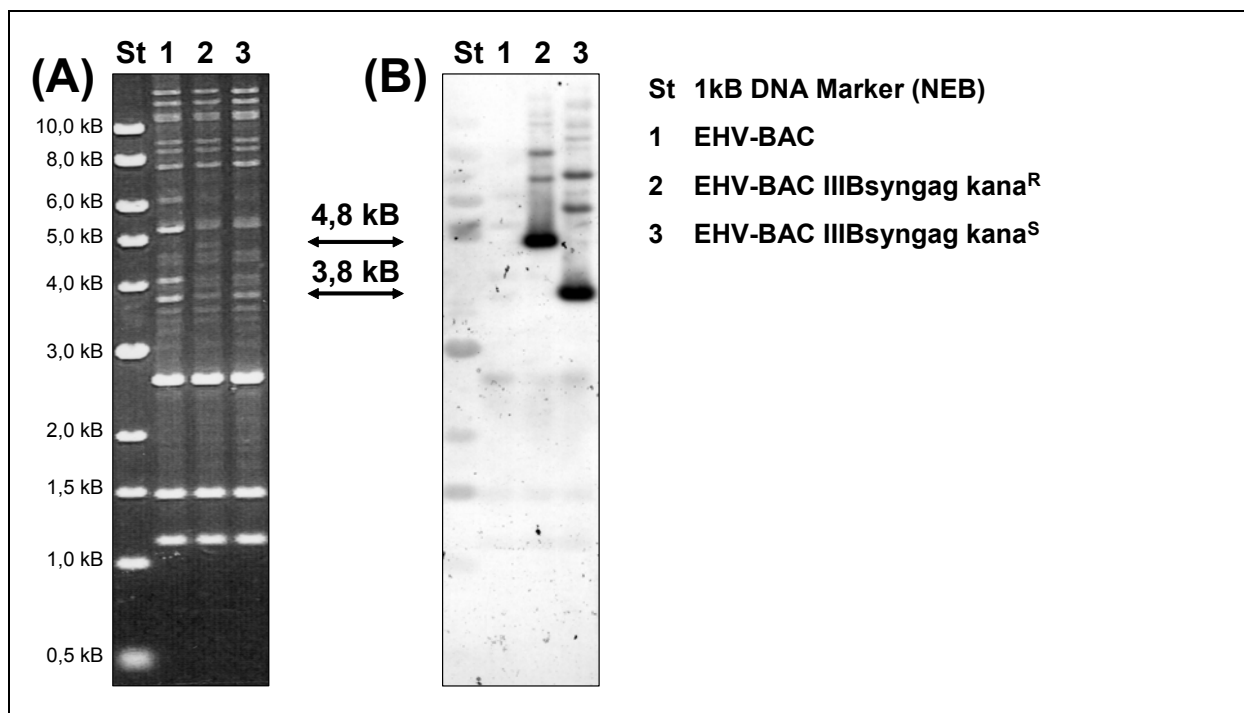 St 1 2 3
(A)
10,0 kB
8,0 kB
6,0 kB
5,0 kB
4,0 kB
3,0 kB
2,0 kB
1,5 kB
1,0 kB
0,5 kB
4,8 kB
3,8 kB
St 1 2 3
(B)
St 1kB DNA Marker (NEB)
1 EHV-BAC
2 EHV-BAC IIIBsyngag kanaᴿ
3 EHV-BAC IIIBsyngag kanaˢ